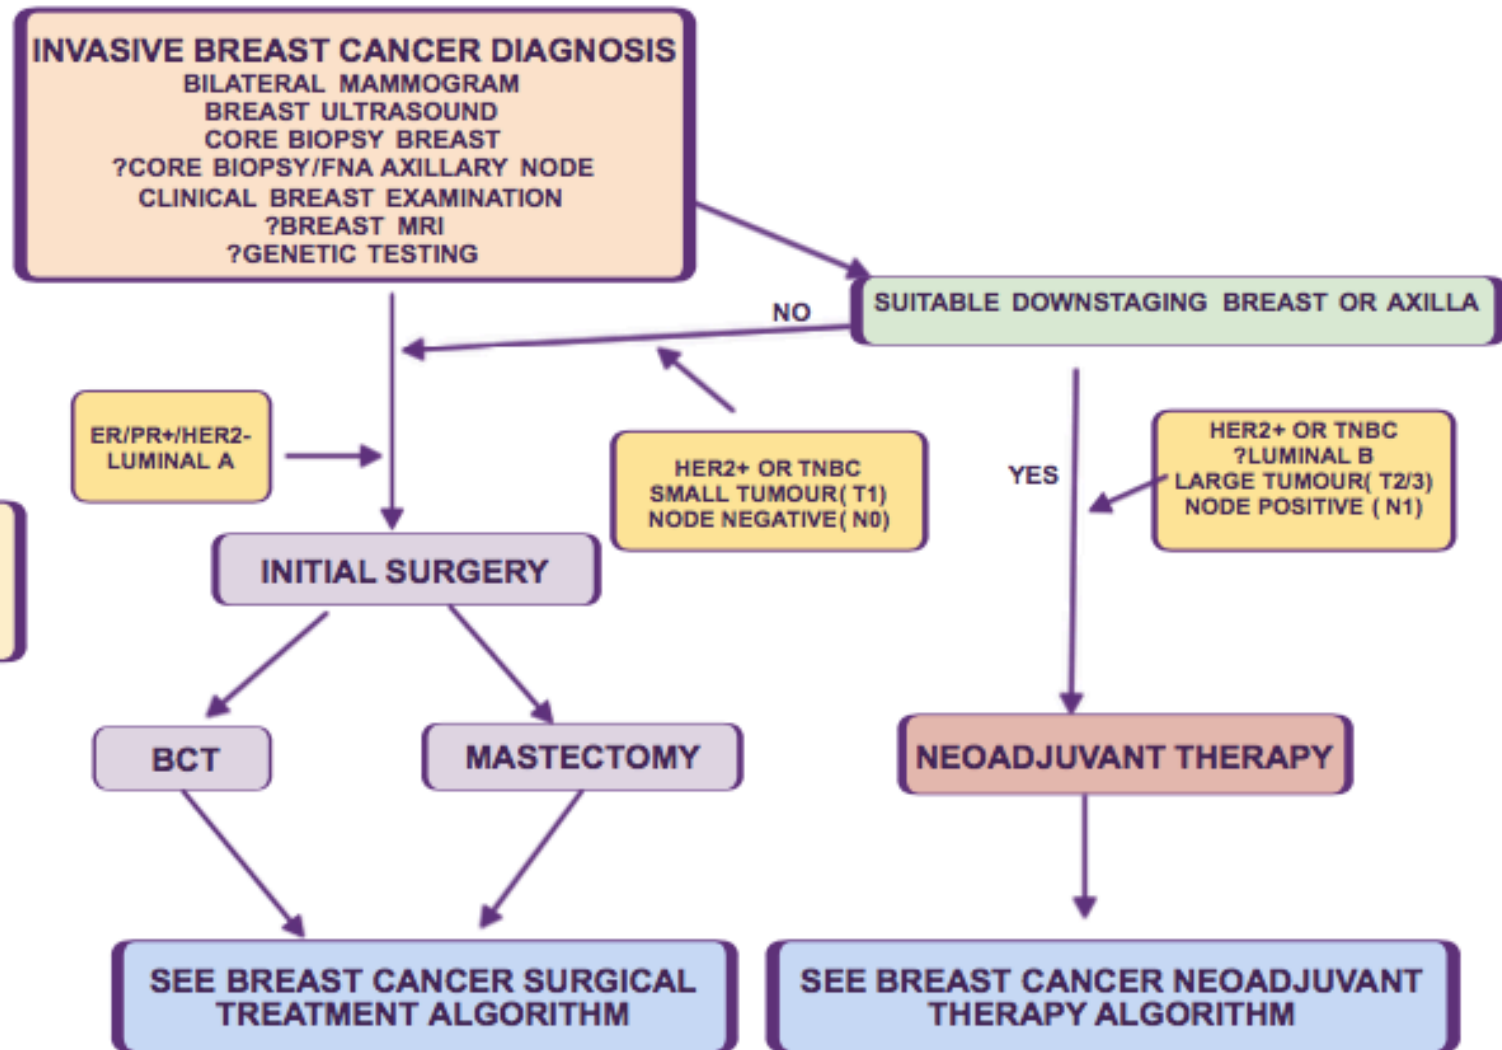 INVASIVE BREAST CANCER DIAGNOSIS
BILATERAL MAMMOGRAM
BREAST ULTRASOUND
CORE BIOPSY BREAST
?CORE BIOPSY/FNA AXILLARY NODE
CLINICAL BREAST EXAMINATION
?BREAST MRI
?GENETIC TESTING
SUITABLE DOWNSTAGING BREAST OR AXILLA
NO
ER/PR+/HER2-
LUMINAL A
HER2+ OR TNBC
SMALL TUMOUR( T1)
NODE NEGATIVE( N0)
YES
HER2+ OR TNBC
?LUMINAL B
LARGE TUMOUR( T2/3)
NODE POSITIVE ( N1)
INITIAL SURGERY
BCT
MASTECTOMY
NEOADJUVANT THERAPY
SEE BREAST CANCER SURGICAL
TREATMENT ALGORITHM
SEE BREAST CANCER NEOADJUVANT
THERAPY ALGORITHM